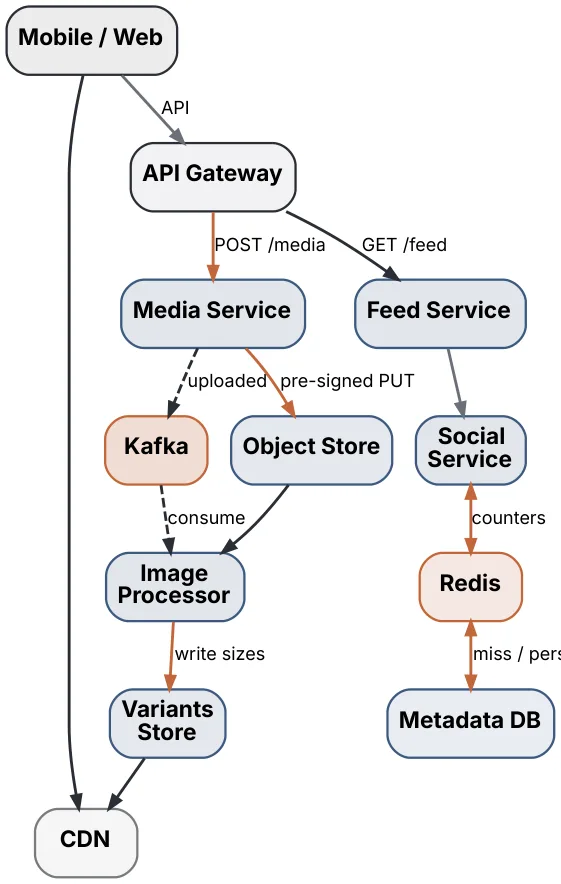 Mobile / Web
API
API Gateway
POST /media
GET /feed
Media Service
Feed Service
uploaded
pre-signed PUT
Kafka
Object Store
Social
Service
consume
counters
Image
Processor
Redis
write sizes
miss /
Variants
Store
Metadata DB
CDN